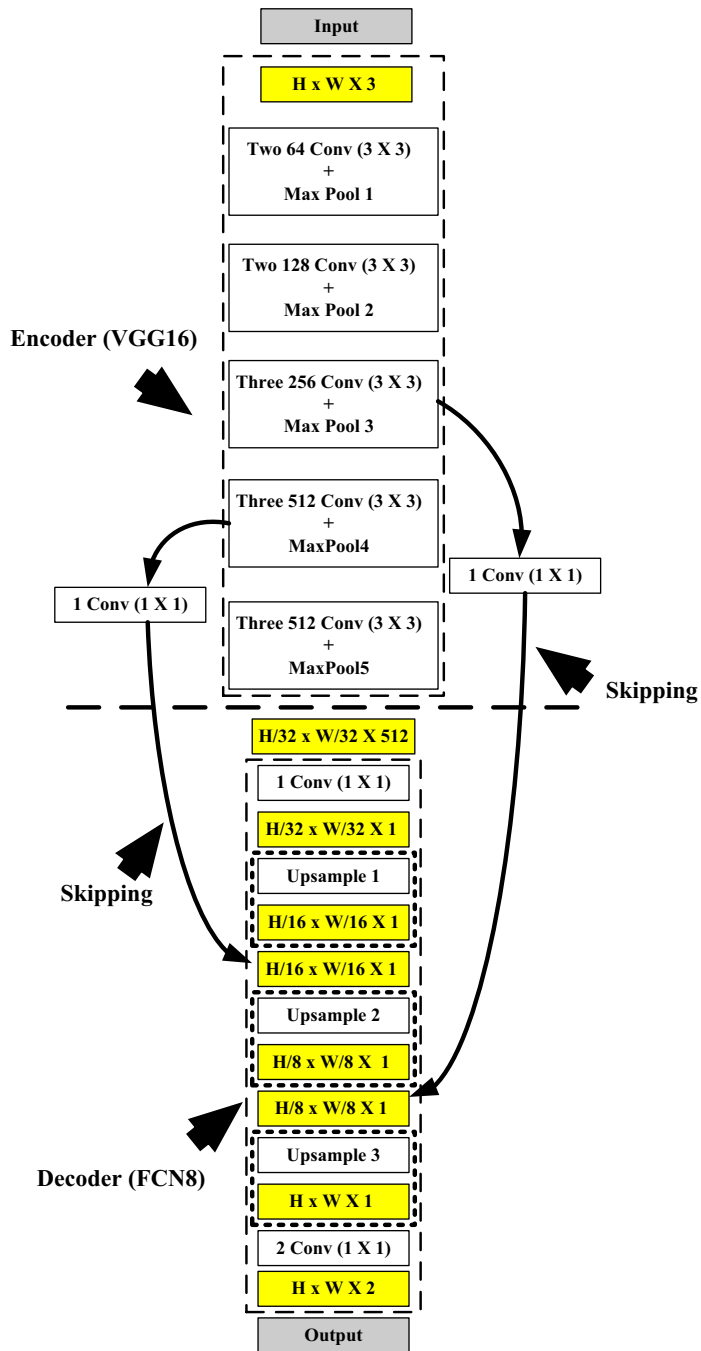 Input
H x W X 3
Two 64 Conv (3 X 3)
+
Max Pool 1
Two 128 Conv (3 X 3)
+
Max Pool 2
Encoder (VGG16)
Three 256 Conv (3 X 3)
+
Max Pool 3
Three 512 Conv (3 X 3)
+
MaxPool4
1 Conv (1 X 1)
1 Conv (1 X 1)
Three 512 Conv (3 X 3)
+
MaxPool5
Skipping
H/32 x W/32 X 512
1 Conv (1 X 1)
H/32 x W/32 X 1
Upsample 1
Skipping
H/16 x W/16 X 1
H/16 x W/16 X 1
Upsample 2
H/8 x W/8 X 1
H/8 x W/8 X 1
Upsample 3
Decoder (FCN8)
H x W X 1
2 Conv (1 X 1)
H x W X 2
Output